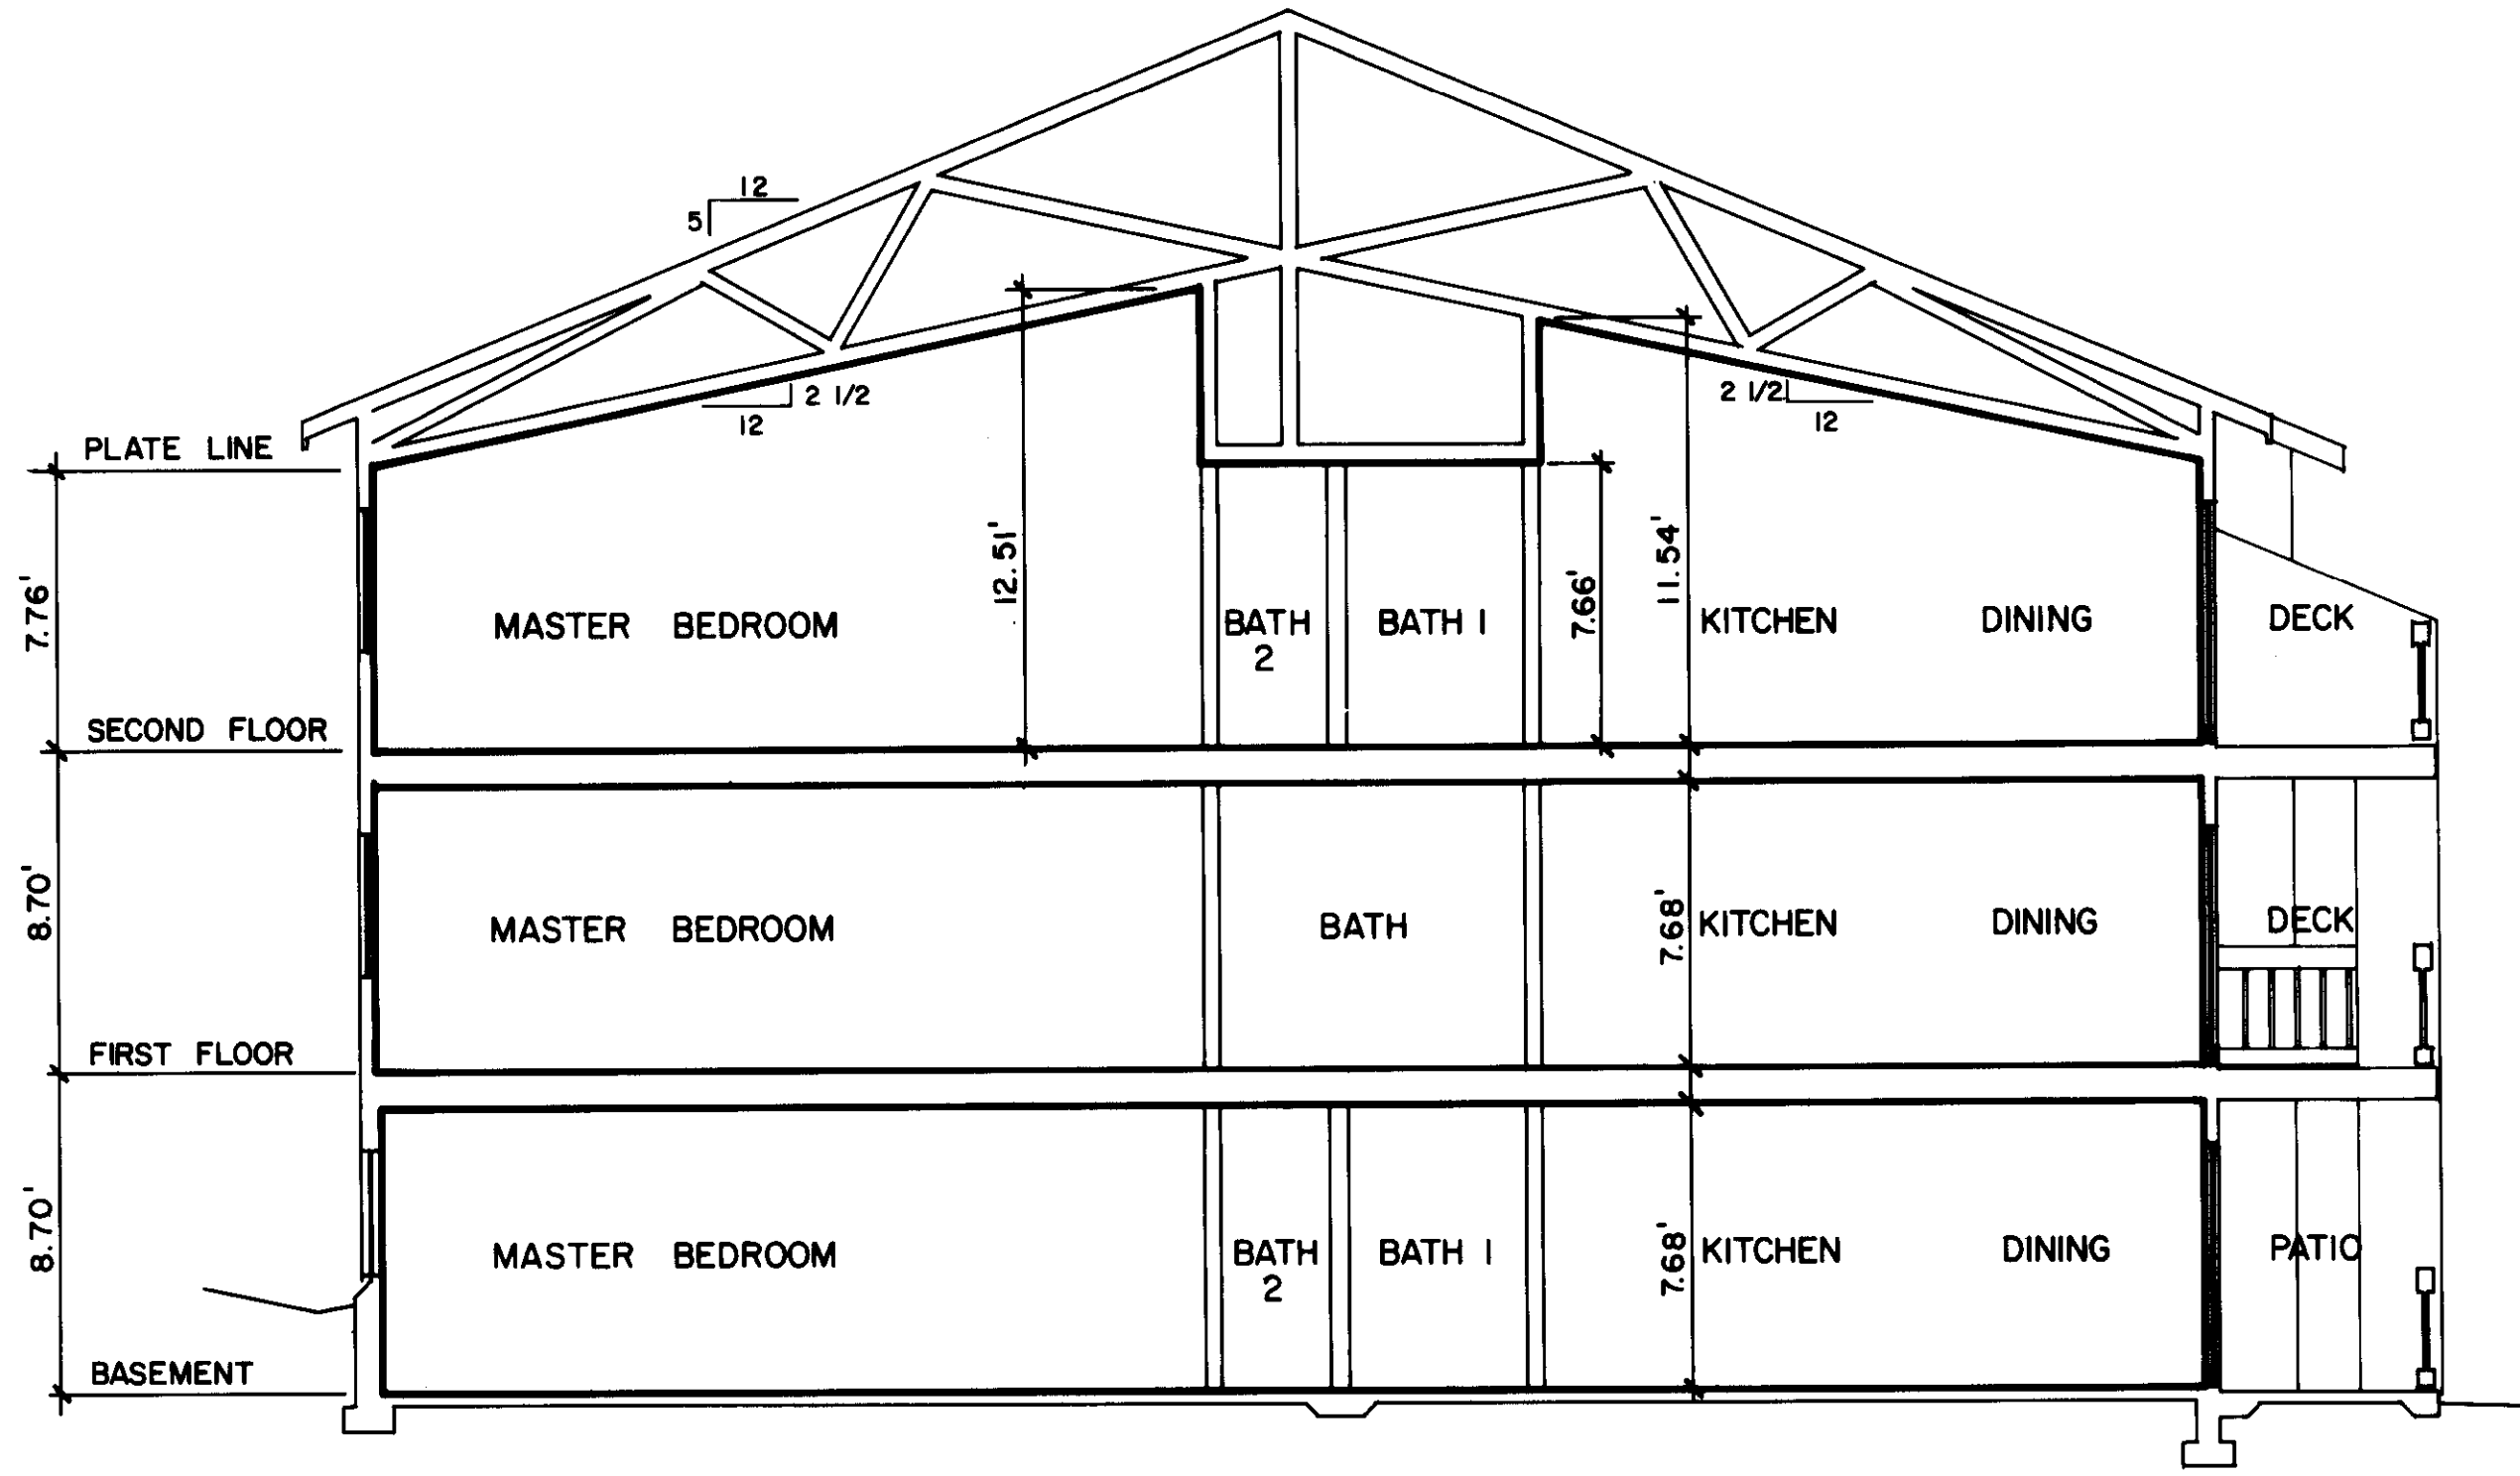 12
5
2 1/2
12
2 1/2
12
PLATE LINE
12.51'
11.54'
7.76'
7.66'
MASTER BEDROOM
BATH 2
BATH 1
KITCHEN
DINING
DECK
SECOND FLOOR
8.70'
7.68'
MASTER BEDROOM
BATH
KITCHEN
DINING
DECK
FIRST FLOOR
8.70'
7.68'
MASTER BEDROOM
BATH 2
BATH 1
KITCHEN
DINING
PATIO
BASEMENT